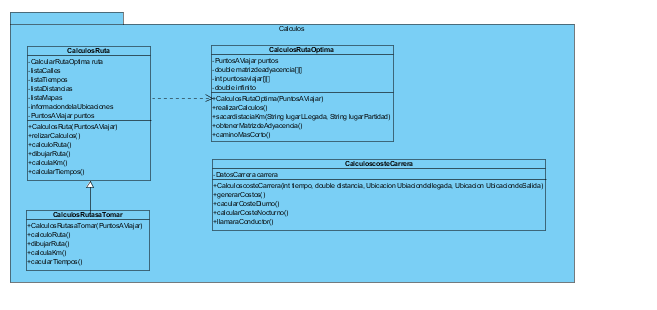 Calculos
CalculosRuta
-CalcularRutaOptima ruta
-listaCalles
-listaTiempos
-listaDistancias
-listaMapas
-informaciondelaUbicaciones
-PuntosAViajar puntos
+CalculosRuta(PuntosAViajar)
+relizarCalculos()
+calculoRuta()
+dibujarRuta()
+calculaKm()
+calcularTiempos()
CalculosRutasaTomar
+CalculosRutasaTomar(PuntosAViajar)
+calculoRuta()
+dibujarRuta()
+calculaKm()
+cacularTiempos()
CalculosRutaOptima
-PuntosAViajar puntos
-double matrizdeadyacencia[][]
-int puntosaviajar[][]
-double infinito
+CalculosRutaOptima(PuntosAViajar)
+realizarCalculos()
+sacardistaciaKm(String lugarLLegada, String lugarPartidad)
+obtenerMatrizdeAdyacencia()
+caminoMasCorto()
CalculoscosteCarrera
-DatosCarrera carrera
+CalculoscosteCarrera(int tiempo, double distancia, Ubicacion Ubiaciondellegada, Ubicacion UbicaciondeSalida)
+generarCostos()
+cacularCosteDiurno()
+calcularCosteNocturno()
+llamaraConductor()